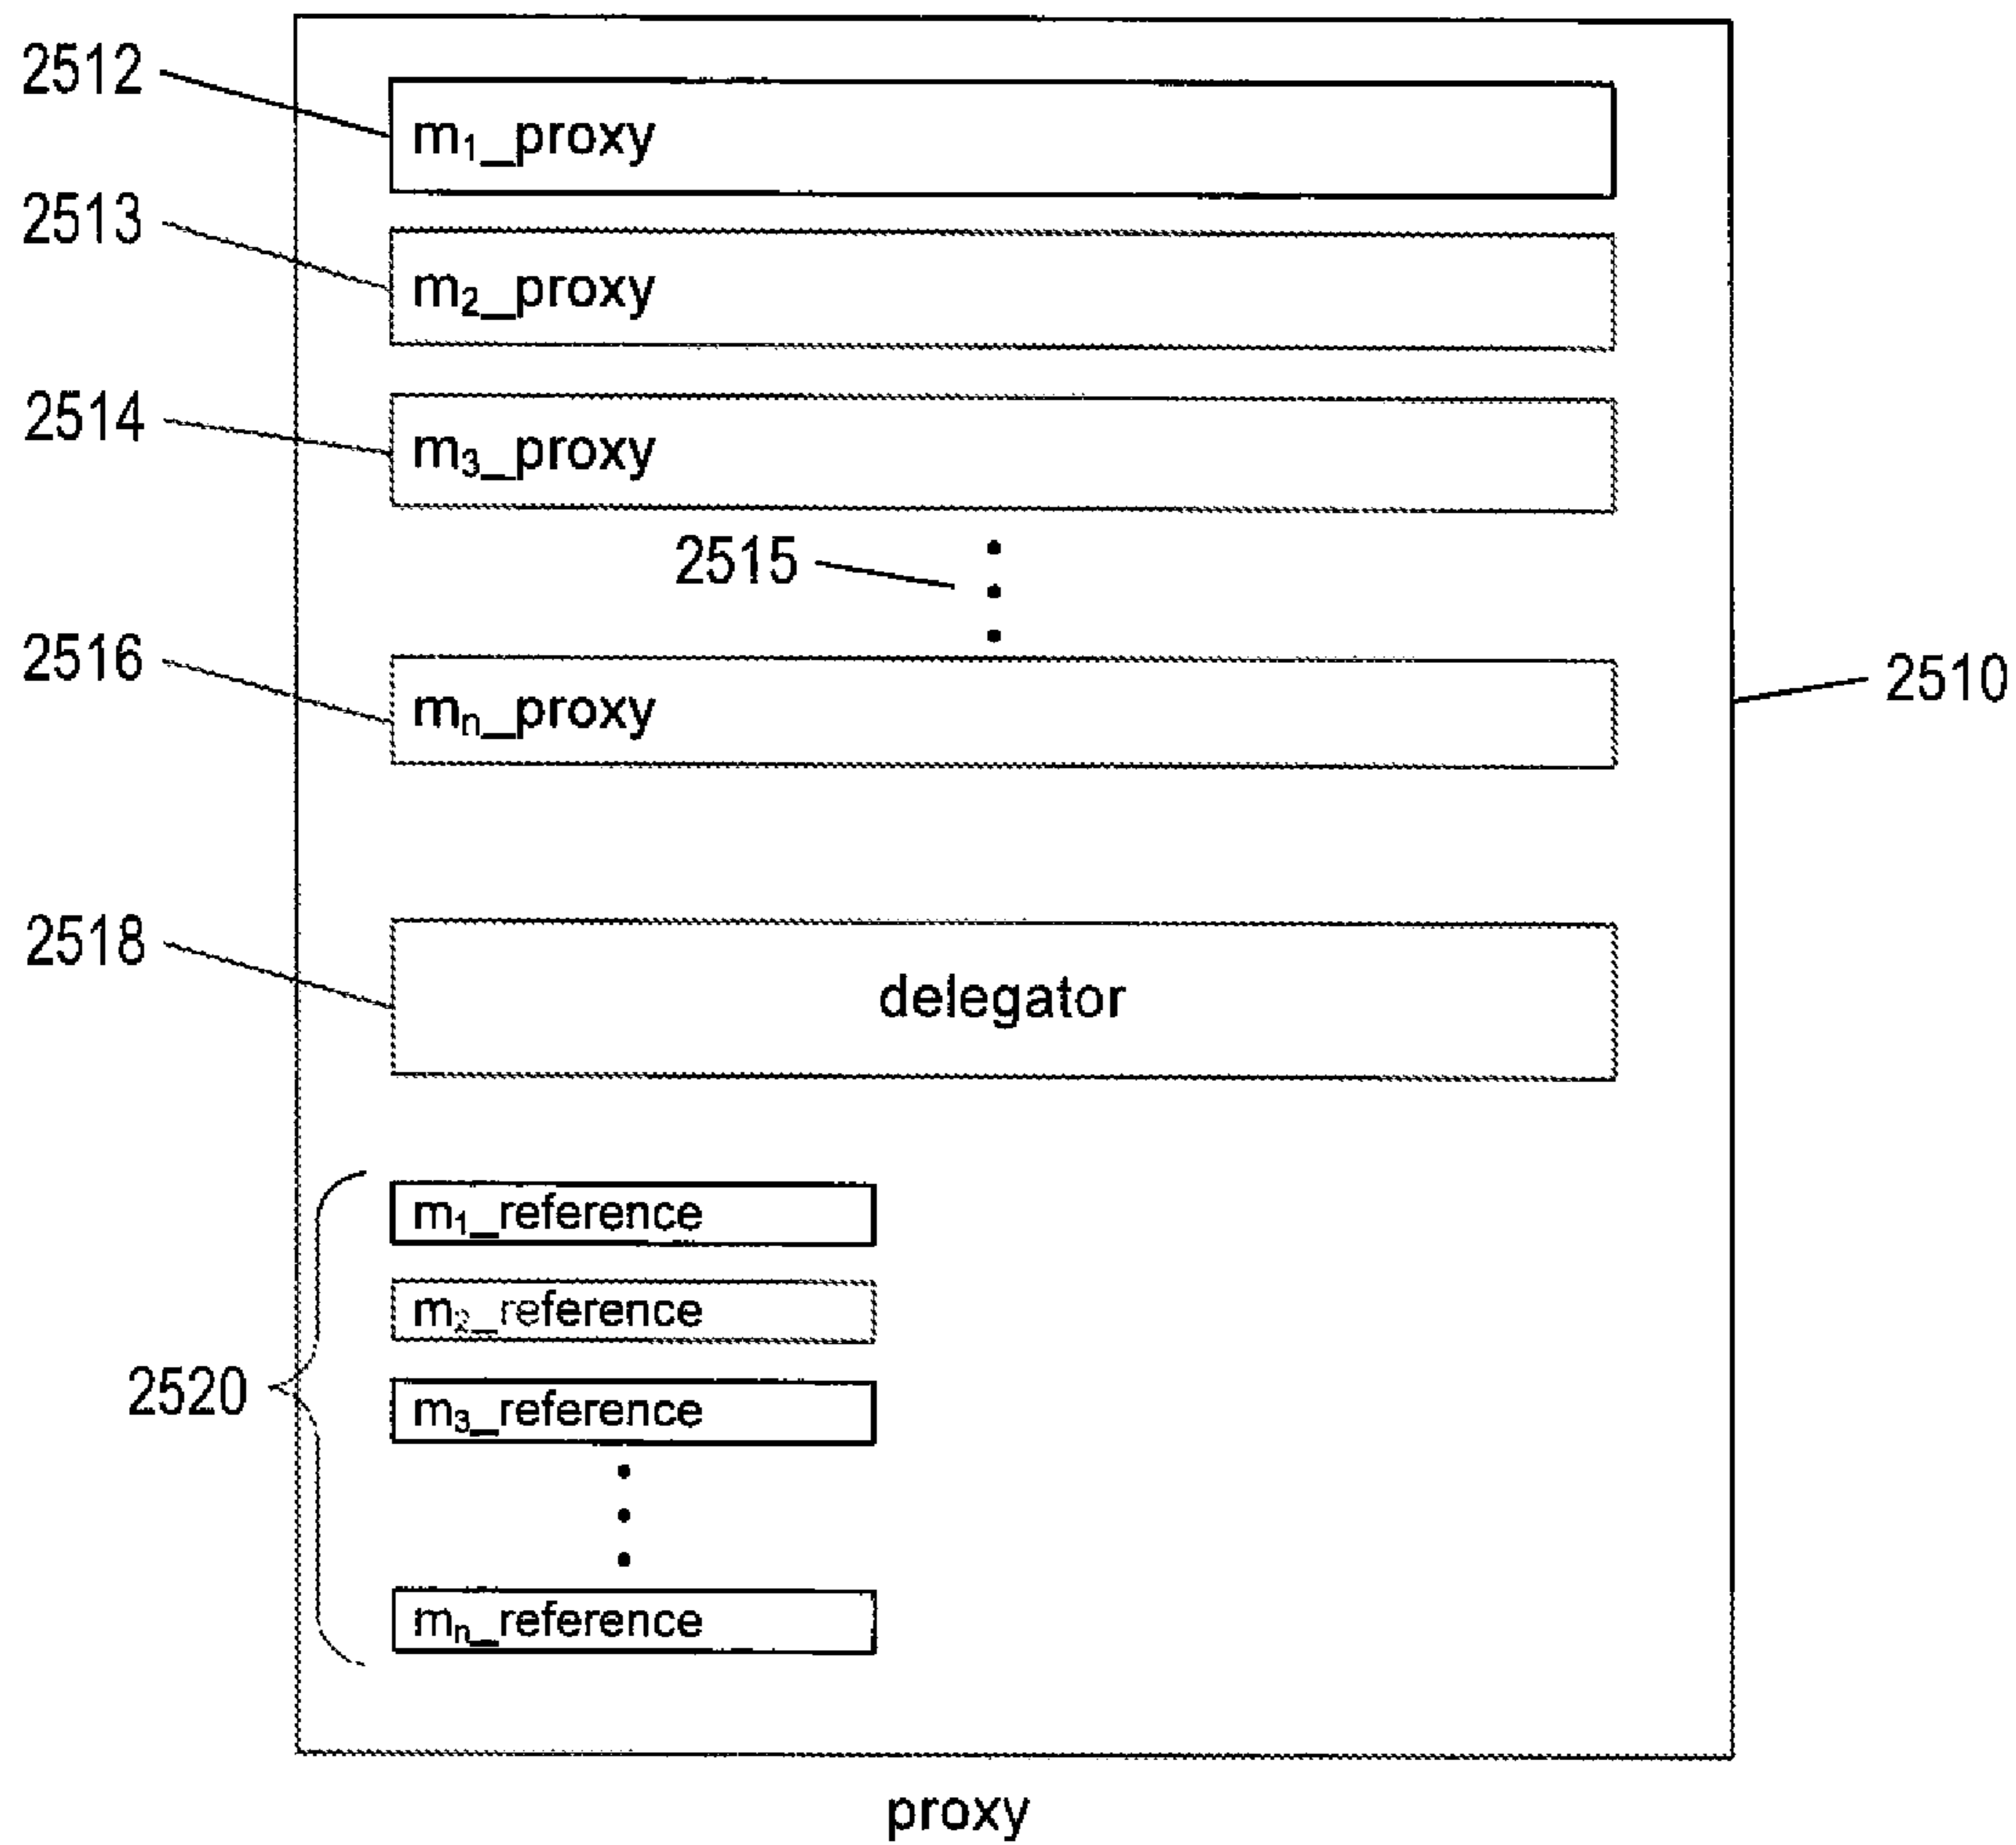 2512
m₁_proxy
2513
m₂_proxy
2514
m₃_proxy
2515
2516
mₙ_proxy
2510
2518
delegator
m₁_reference
m₂_reference
2520
m₃_reference
mₙ_reference
proxy